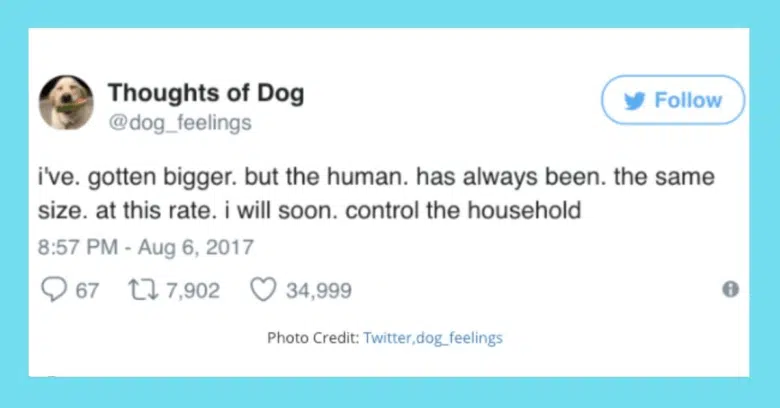 Thoughts of Dog
@dog_feelings
Follow
i've. gotten bigger. but the human. has always been. the same
size. at this rate. i will soon. control the household
8:57 PM - Aug 6, 2017
67 7,902 34,999
Photo Credit: Twitter,dog_feelings